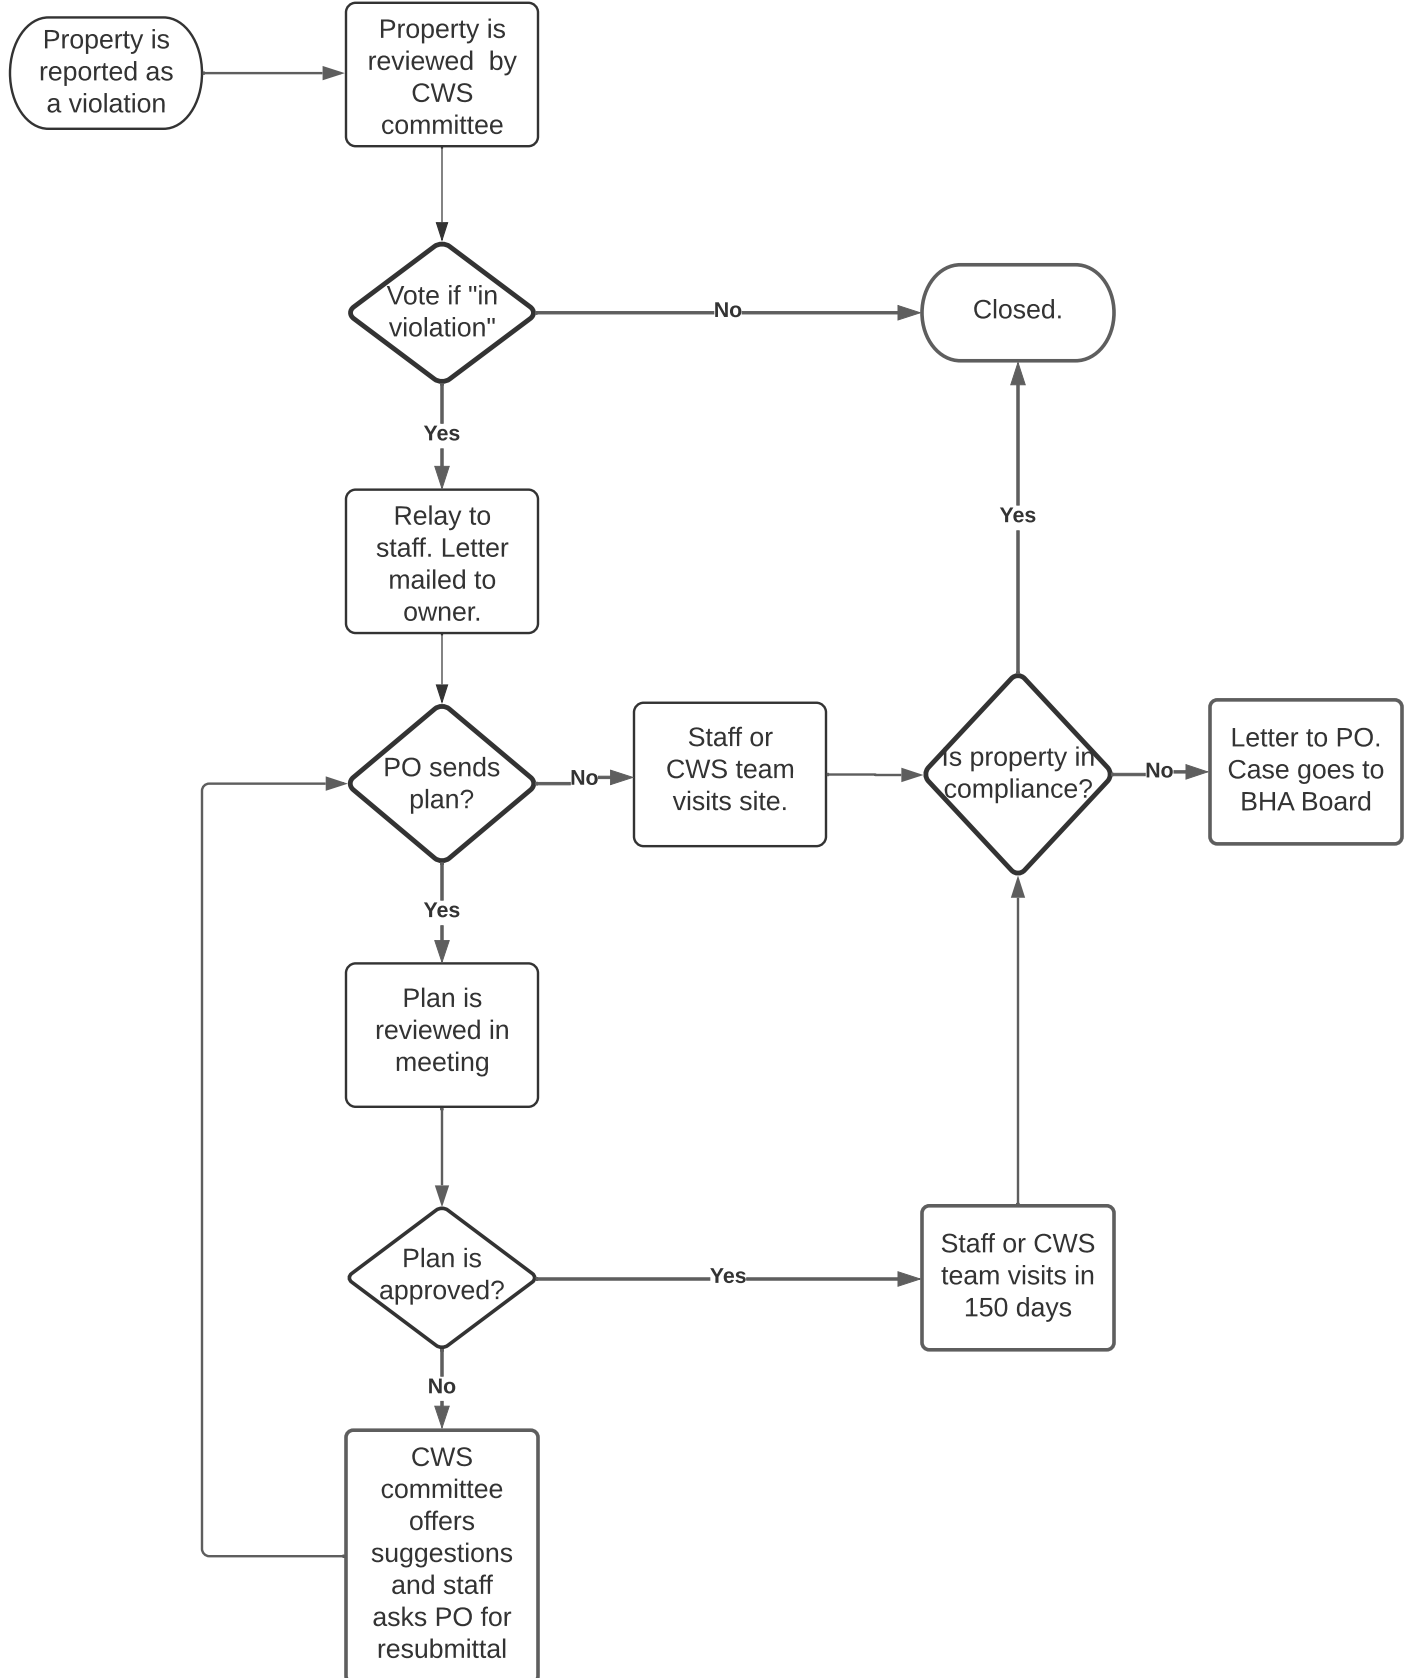 Property is
reported as
a violation
Property is
reviewed  by
CWS
committee
Vote if "in
violation"
No
Closed.
Yes
Relay to
staff. Letter
mailed to
owner.
Yes
PO sends
plan?
No
Staff or
CWS team
visits site.
Is property in
compliance?
No
Letter to PO.
Case goes to
BHA Board
Yes
Plan is
reviewed in
meeting
Plan is
approved?
Yes
Staff or CWS
team visits in
150 days
No
CWS
committee
offers
suggestions
and staff
asks PO for
resubmittal